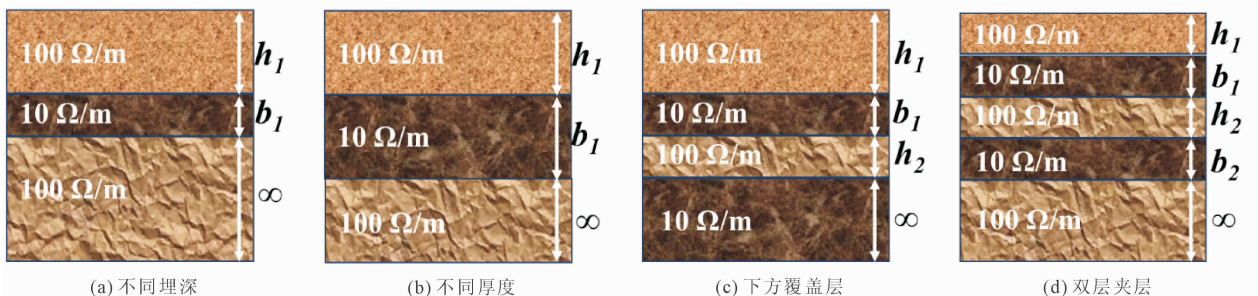 100 Ω/m
h1
10 Ω/m
b1
100 Ω/m
∞
(a) 不同埋深
100 Ω/m
h1
10 Ω/m
b1
100 Ω/m
∞
(b) 不同厚度
100 Ω/m
h1
10 Ω/m
b1
100 Ω/m
h2
10 Ω/m
∞
(c) 下方覆盖层
100 Ω/m
h1
10 Ω/m
b1
100 Ω/m
h2
10 Ω/m
b2
100 Ω/m
∞
(d) 双层夹层